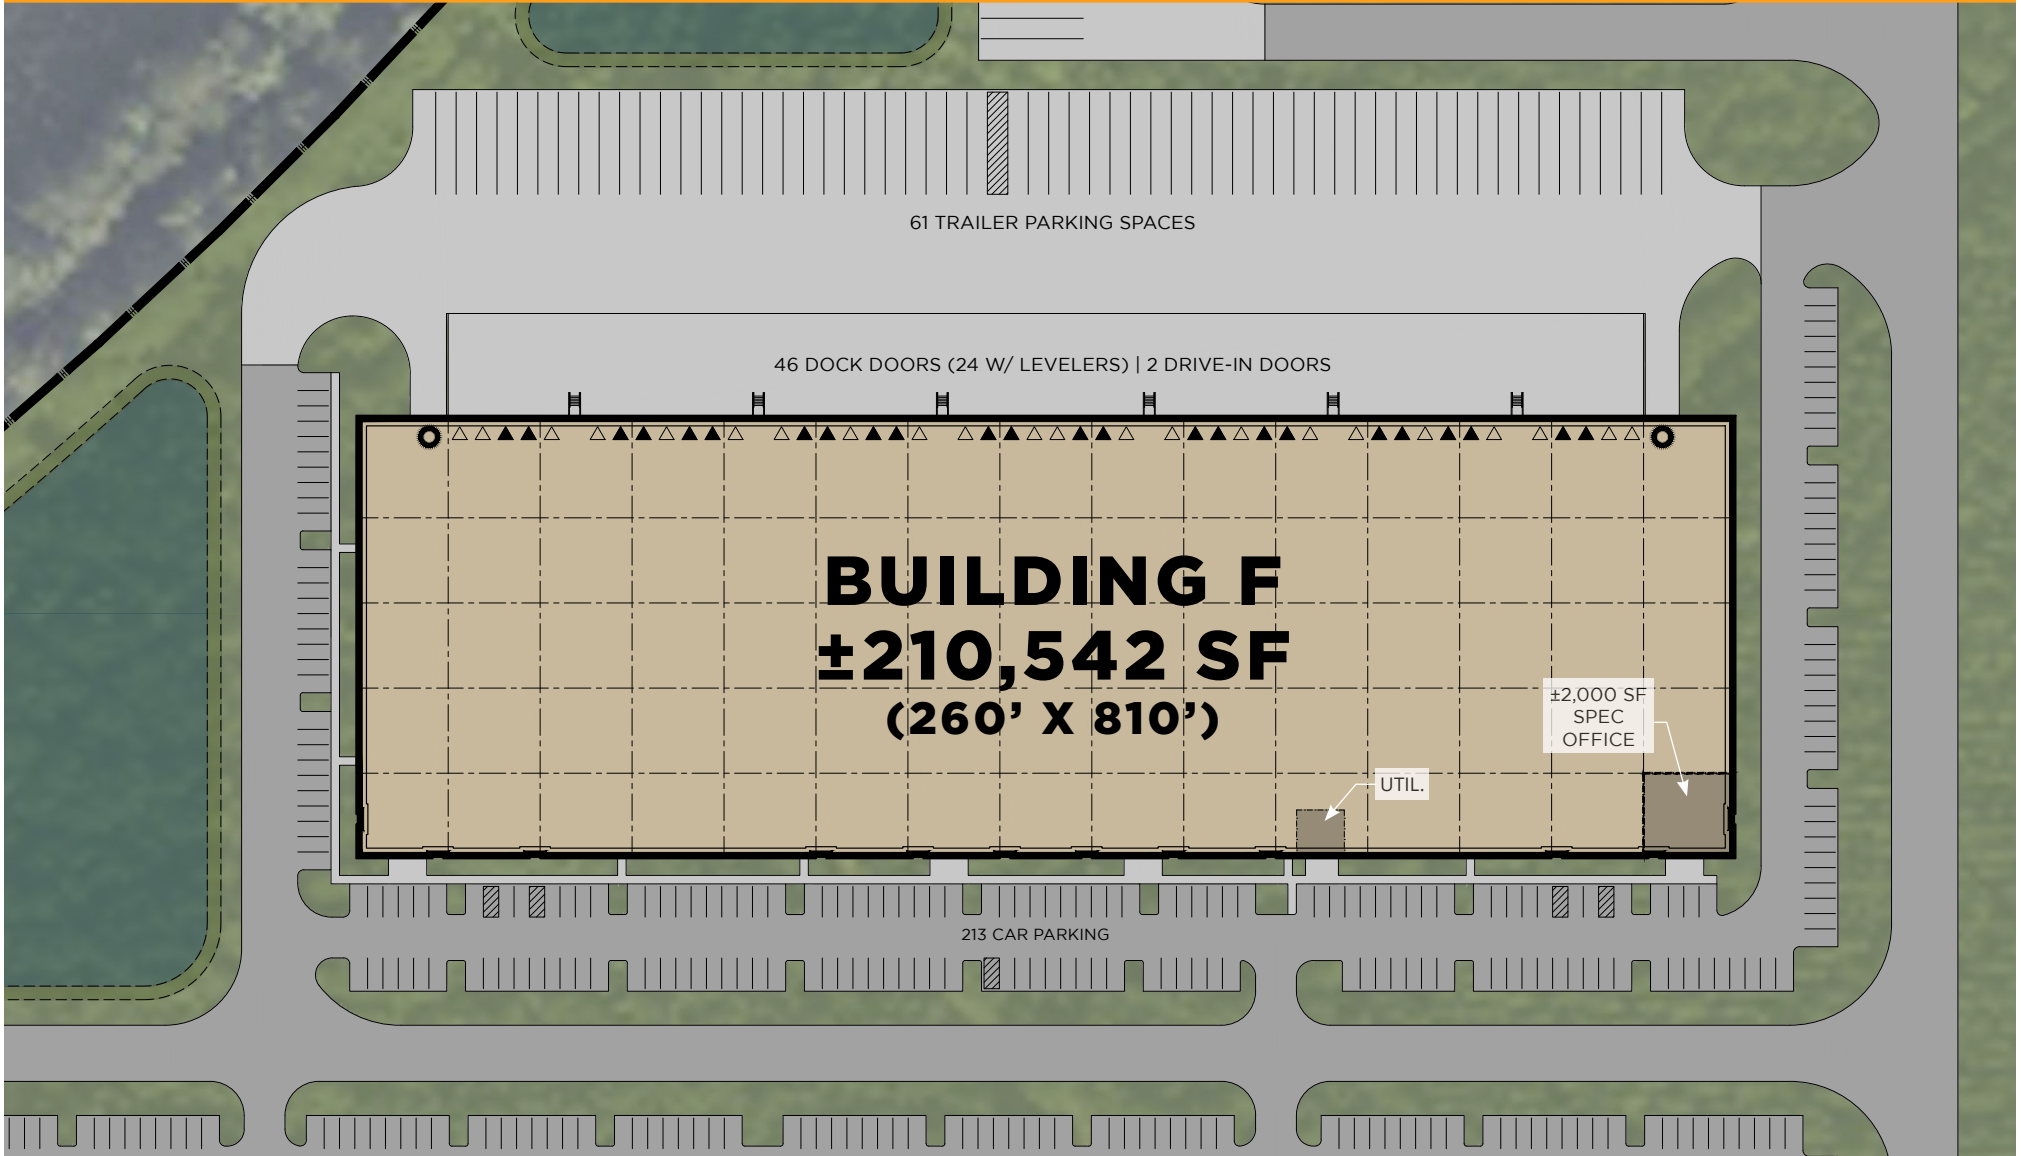 61 TRAILER PARKING SPACES
46 DOCK DOORS (24 W/ LEVELERS) | 2 DRIVE-IN DOORS
BUILDING F
±210,542 SF
(260’ X 810’)
±2,000 SF
SPEC
OFFICE
UTIL.
213 CAR PARKING